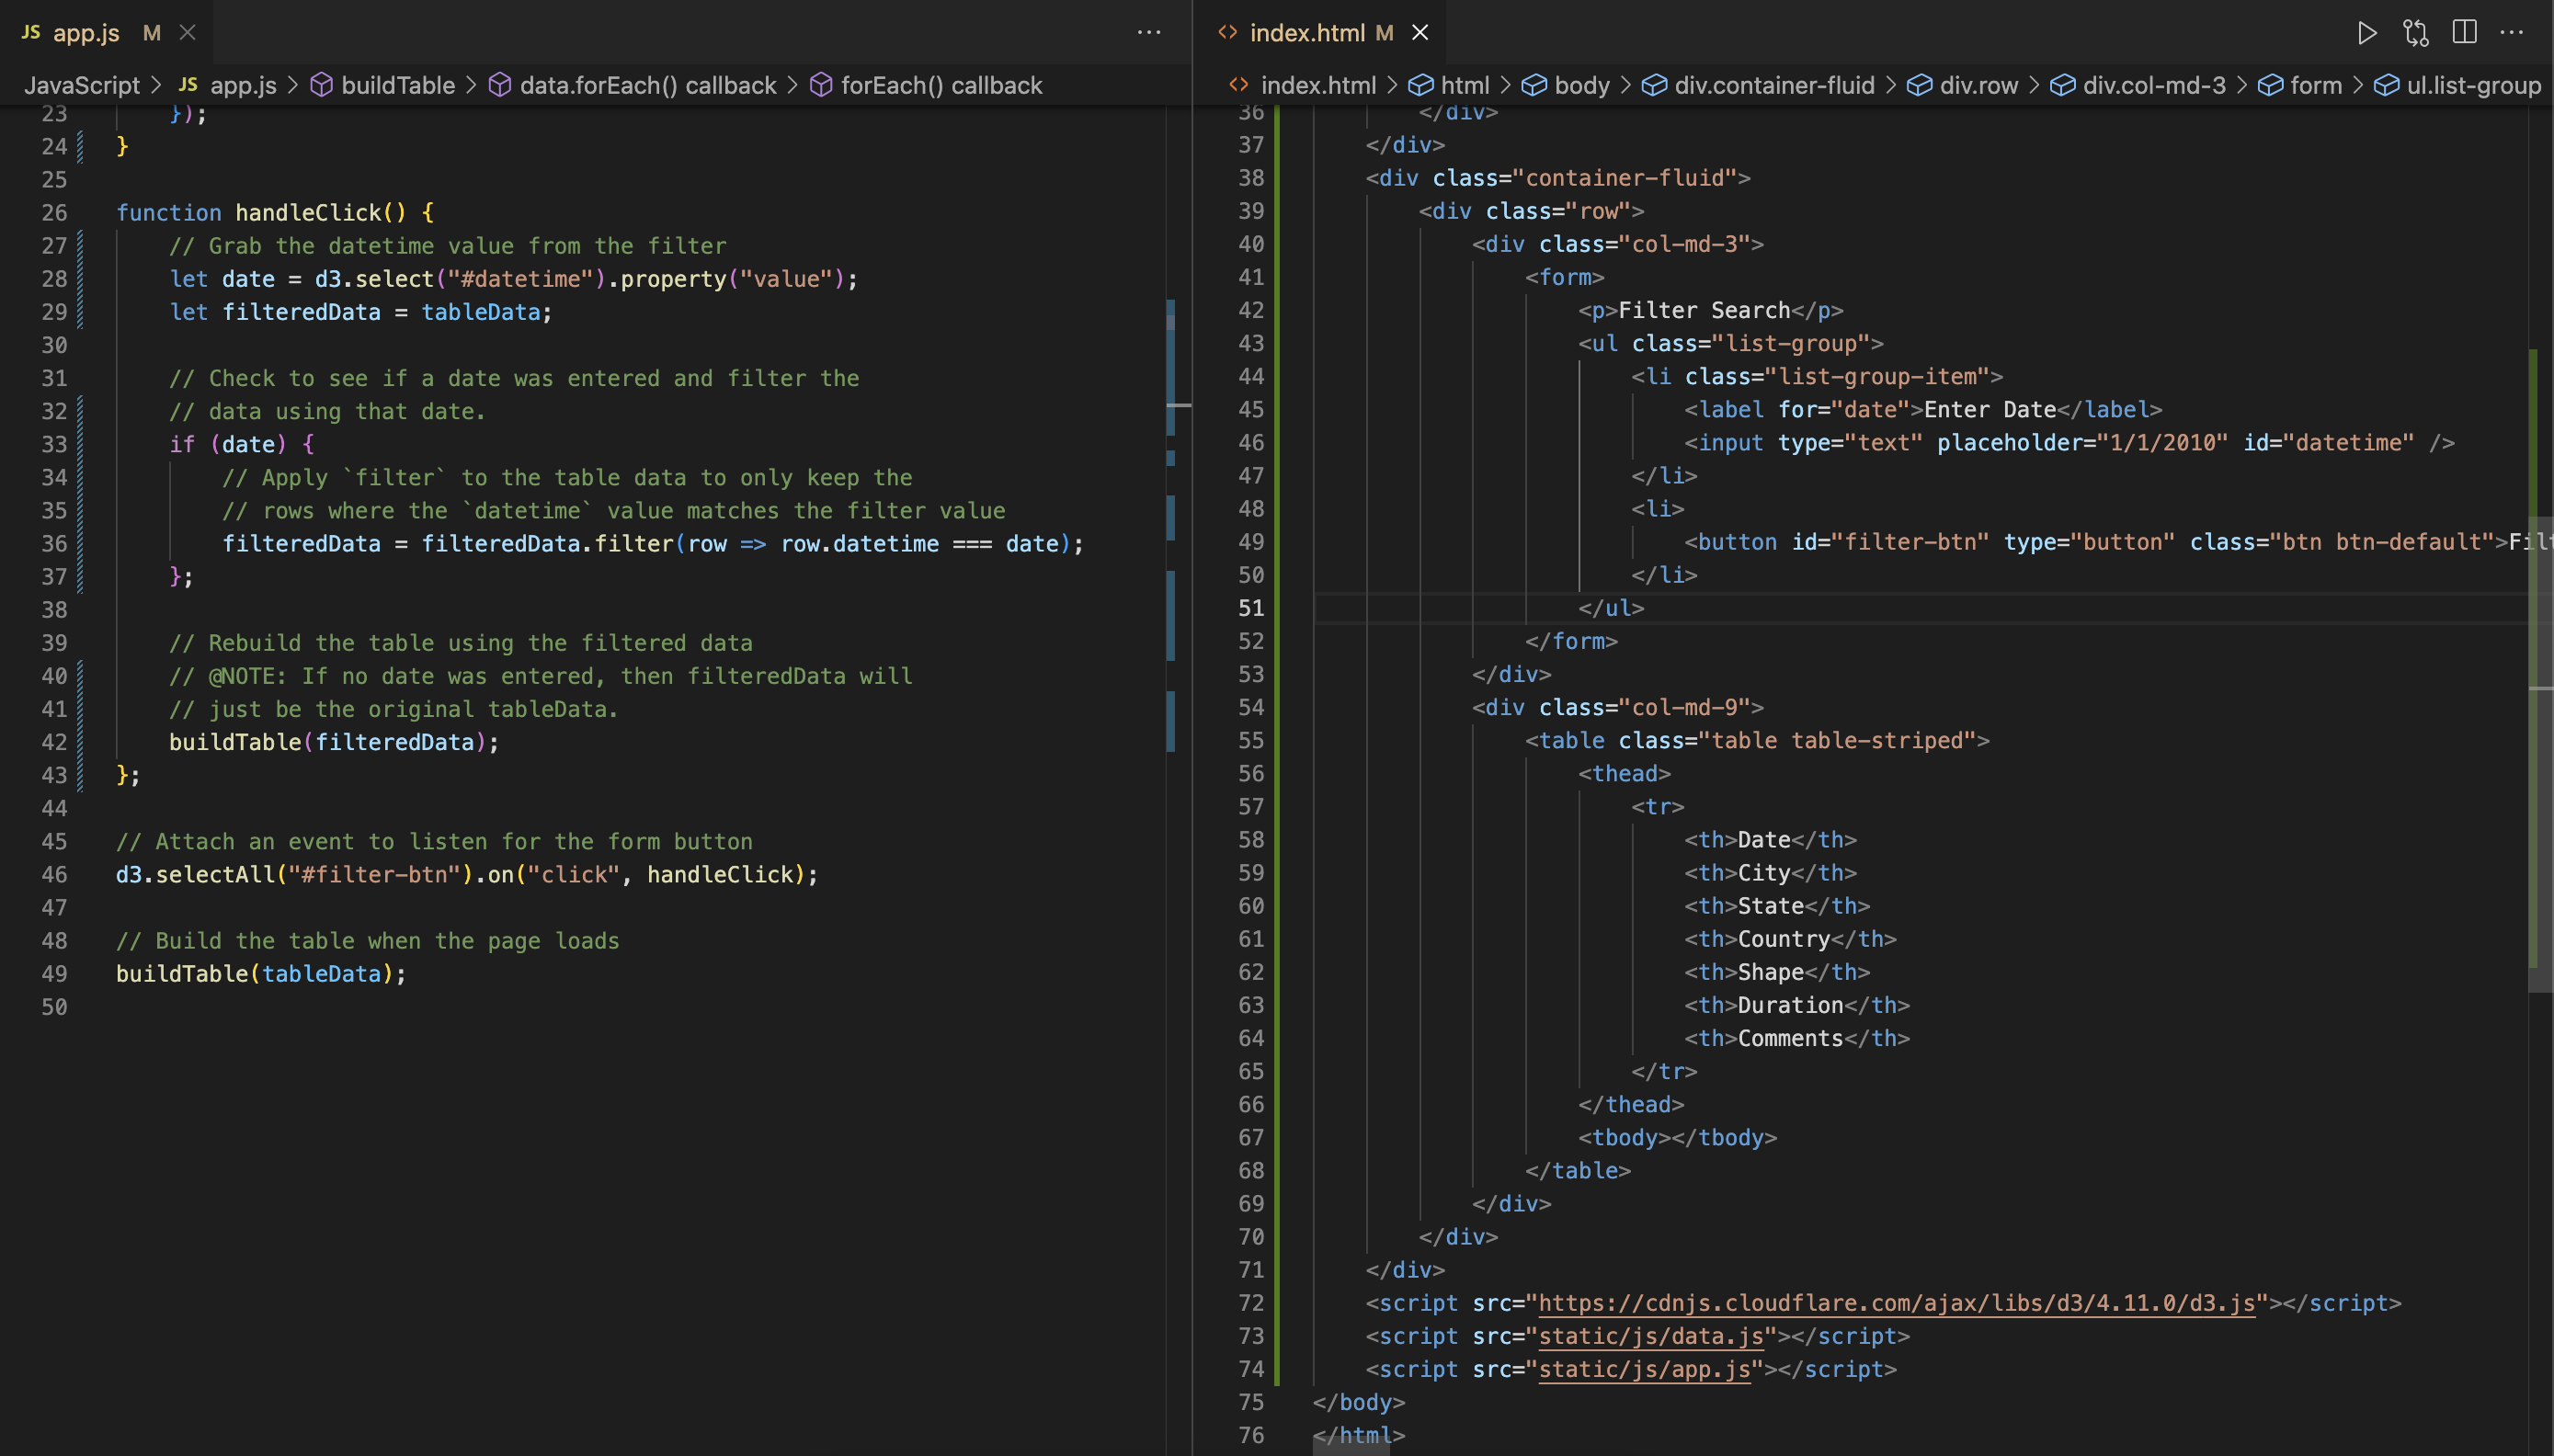 JS app.js M
JavaScript > JS app.js > buildTable > data.forEach() callback > forEach() callback
23 });
24 }
25
26 function handleClick() {
27 // Grab the datetime value from the filter
28 let date = d3.select("#datetime").property("value");
29 let filteredData = tableData;
30
31 // Check to see if a date was entered and filter the
32 // data using that date.
33 if (date) {
34 // Apply `filter` to the table data to only keep the
35 // rows where the `datetime` value matches the filter value
36 filteredData = filteredData.filter(row => row.datetime === date);
37 };
38
39 // Rebuild the table using the filtered data
40 // @NOTE: If no date was entered, then filteredData will
41 // just be the original tableData.
42 buildTable(filteredData);
43 };
44
45 // Attach an event to listen for the form button
46 d3.selectAll("#filter-btn").on("click", handleClick);
47
48 // Build the table when the page loads
49 buildTable(tableData);
50
<> index.html M
<> index.html > html > body > div.container-fluid > div.row > div.col-md-3 > form > ul.list-group
36 </div>
37 </div>
38 <div class="container-fluid">
39 <div class="row">
40 <div class="col-md-3">
41 <form>
42 <p>Filter Search</p>
43 <ul class="list-group">
44 <li class="list-group-item">
45 <label for="date">Enter Date</label>
46 <input type="text" placeholder="1/1/2010" id="datetime" />
47 </li>
48 <li>
49 <button id="filter-btn" type="button" class="btn btn-default">Filt
50 </li>
51 </ul>
52 </form>
53 </div>
54 <div class="col-md-9">
55 <table class="table table-striped">
56 <thead>
57 <tr>
58 <th>Date</th>
59 <th>City</th>
60 <th>State</th>
61 <th>Country</th>
62 <th>Shape</th>
63 <th>Duration</th>
64 <th>Comments</th>
65 </tr>
66 </thead>
67 <tbody></tbody>
68 </table>
69 </div>
70 </div>
71 </div>
72 <script src="https://cdnjs.cloudflare.com/ajax/libs/d3/4.11.0/d3.js"></script>
73 <script src="static/js/data.js"></script>
74 <script src="static/js/app.js"></script>
75 </body>
76 </html>